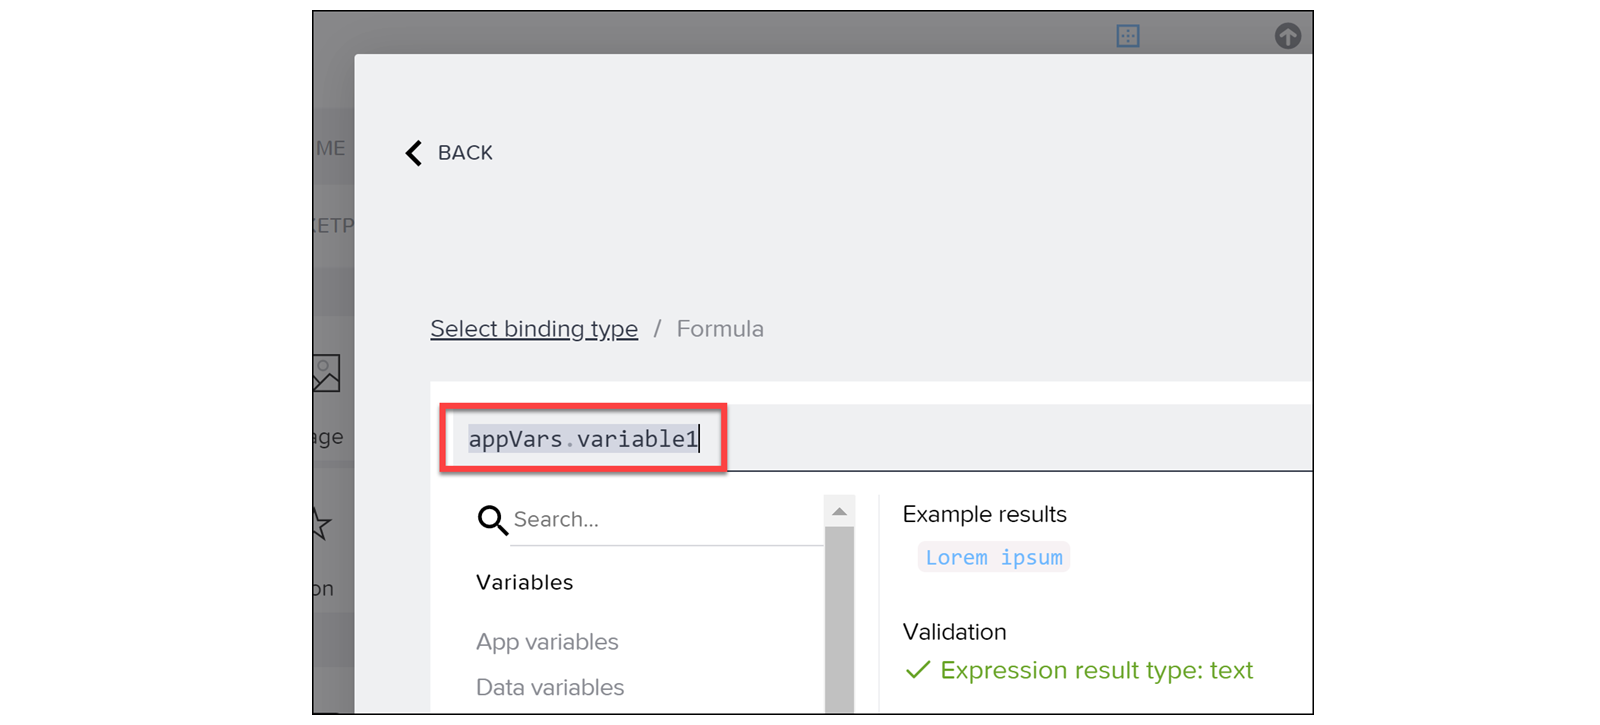 ME
BACK
ETP
Select binding type / Formula
appVars.variable1
age
Search...
Example results
Lorem ipsum
Variables
on
Validation
App variables
Expression result type: text
Data variables